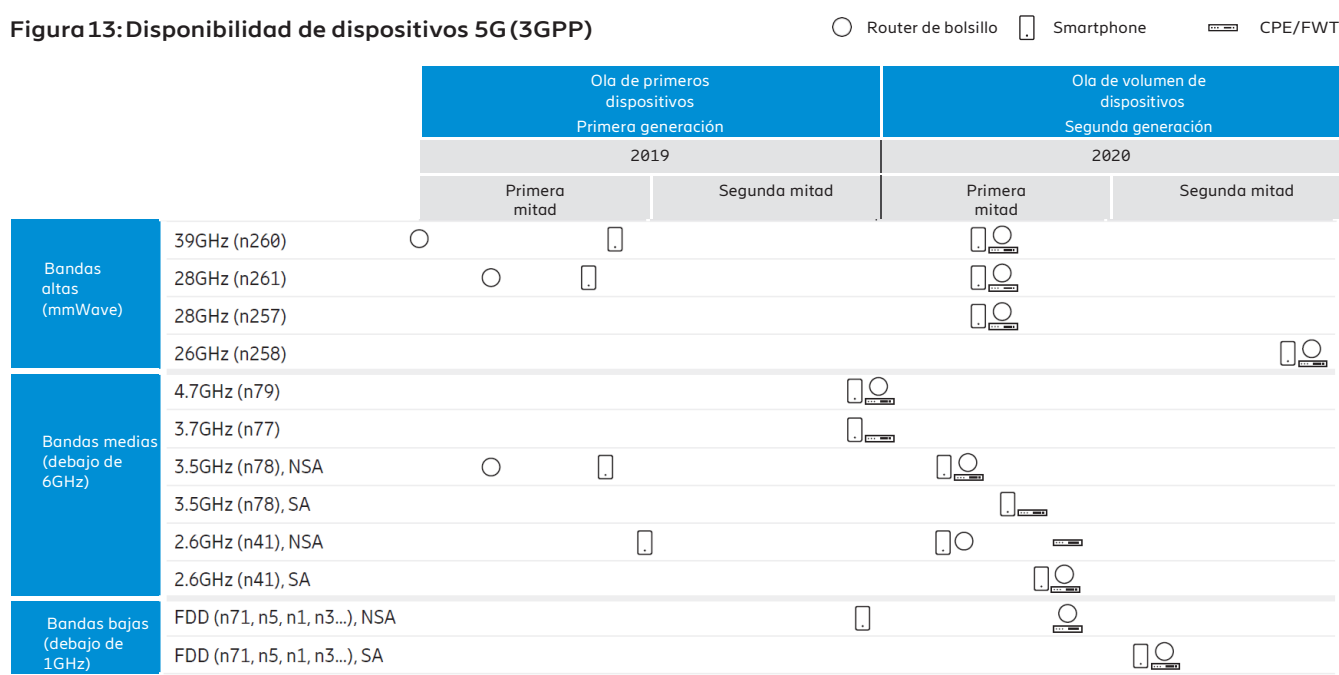 Figura 13: Disponibilidad de dispositivos 5G (3GPP)
Router de bolsillo
Smartphone
CPE/FWT
Ola de primeros
dispositivos
Primera generación
Ola de volumen de
dispositivos
Segunda generación
2019
2020
Primera
mitad
Segunda mitad
Primera
mitad
Segunda mitad
Bandas
altas
(mmWave)
39GHz (n260)
28GHz (n261)
28GHz (n257)
26GHz (n258)
Bandas medias
(debajo de
6GHz)
4.7GHz (n79)
3.7GHz (n77)
3.5GHz (n78), NSA
3.5GHz (n78), SA
2.6GHz (n41), NSA
2.6GHz (n41), SA
Bandas bajas
(debajo de
1GHz)
FDD (n71, n5, n1, n3...), NSA
FDD (n71, n5, n1, n3...), SA